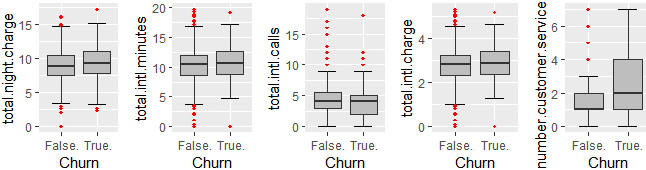 total.night.charge
15
10
5
0
False. True.
Churn
total.intl.minutes
20
15
10
5
0
False. True.
Churn
total.intl.calls
15
10
5
0
False. True.
Churn
total.intl.charge
4
2
0
False. True.
Churn
number.customer.service
6
4
2
0
False. True.
Churn